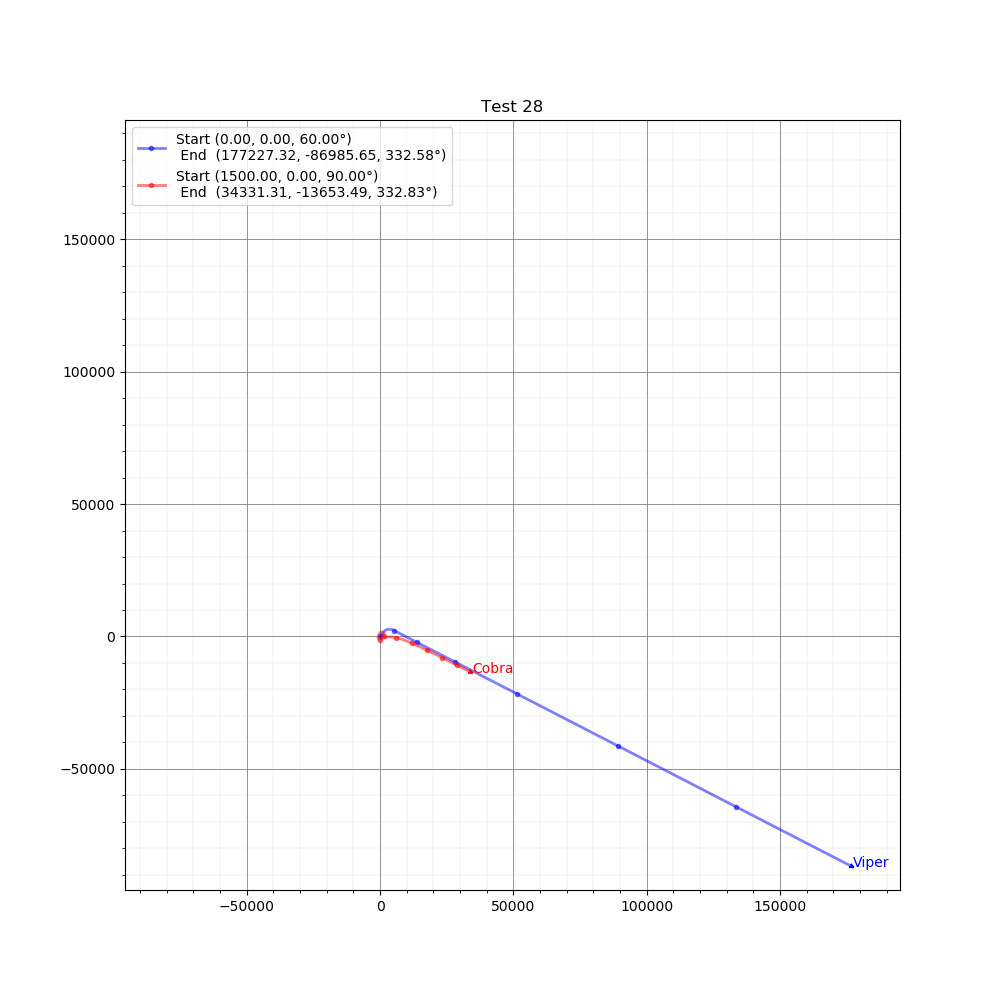 Test 28
Start (0.00, 0.00, 60.00°)
End (177227.32, -86985.65, 332.58°)
Start (1500.00, 0.00, 90.00°)
End (34331.31, -13653.49, 332.83°)
150000
100000
50000
0
−50000
Cobra
Viper
−50000
0
50000
100000
150000